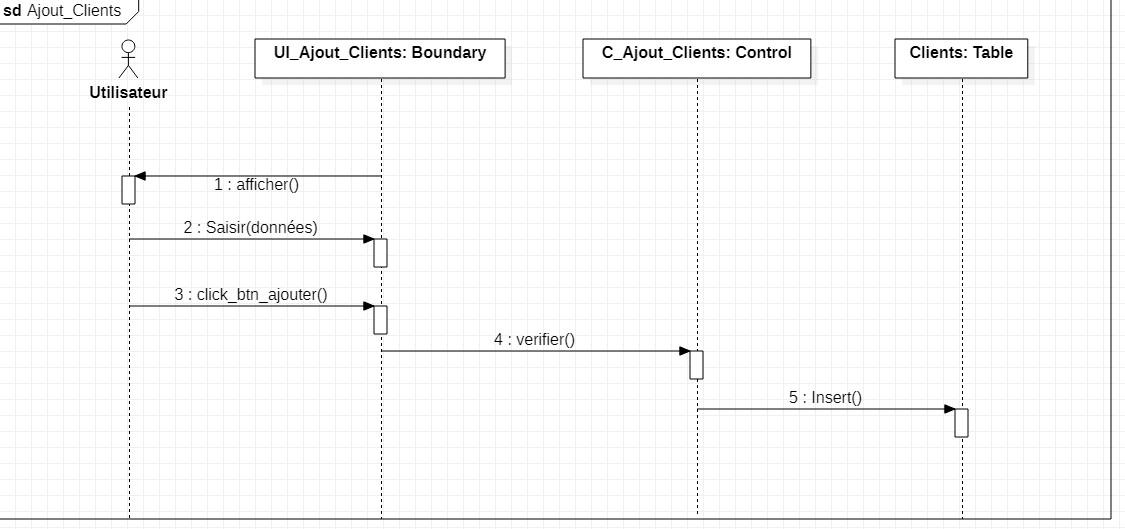 sd Ajout_Clients
Utilisateur
UI_Ajout_Clients: Boundary
C_Ajout_Clients: Control
Clients: Table
1 : afficher()
2 : Saisir(données)
3 : click_btn_ajouter()
4 : verifier()
5 : Insert()